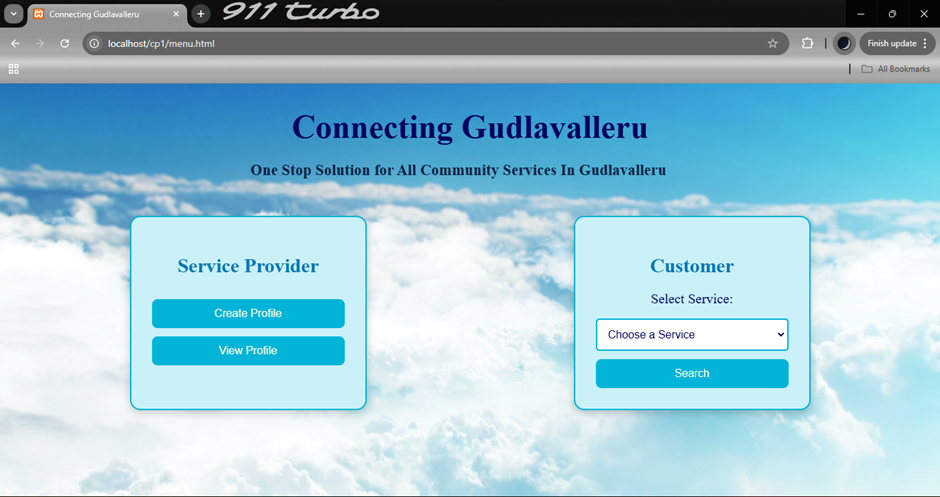 Connecting Gudlavalleru
911 turbo
localhost/cp1/menu.html
Finish update
All Bookmarks
Connecting Gudlavalleru
One Stop Solution for All Community Services In Gudlavalleru
Service Provider
Create Profile
View Profile
Customer
Select Service:
Choose a Service
Search